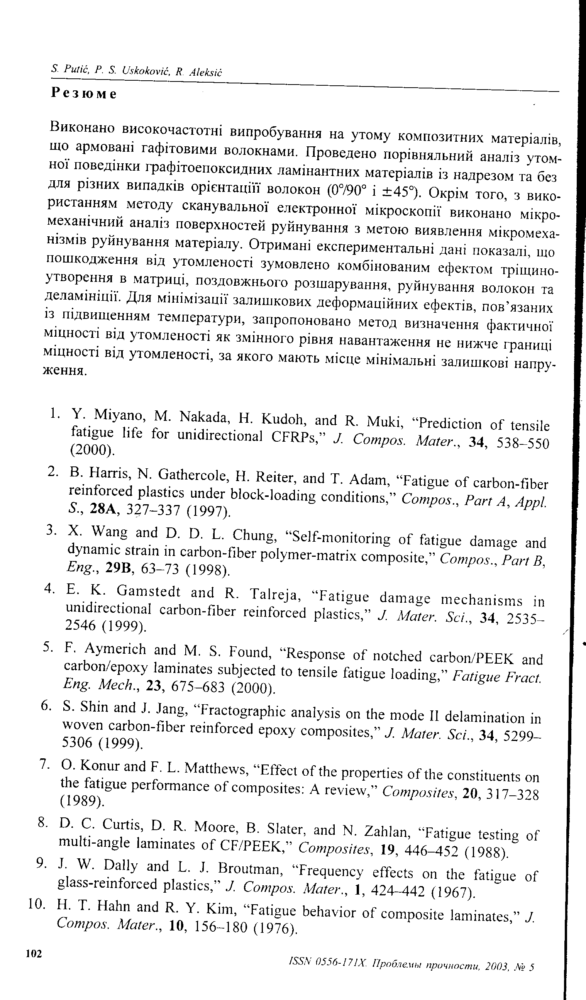 S. Putić, P. S. Uskoković, R. Aleksić
Резюме
Виконано високочастотні випробування на утому композитних матеріалів,
що армовані гафітовими волокнами. Проведено порівняльний аналіз утом-
ної поведінки графітоепоксидних ламінантних матеріалів із надрезом та без
для різних випадків орієнтаціїї волокон (0°/90° і ±45°). Окрім того, з вико-
ристанням методу сканувальної електронної мікроскопії виконано мікро-
механічний аналіз поверхностей руйнування з метою виявлення мікромеха-
нізмів руйнування матеріалу. Отримані експериментальні дані показалі, що
пошкодження від утомленості зумовлено комбінованим ефектом тріщино-
утворення в матриці, поздовжнього розшарування, руйнування волокон та
деламініції. Для мінімізації залишкових деформаційних ефектів, пов’язаних
із підвищенням температури, запропоновано метод визначення фактичної
міцності від утомленості як змінного рівня навантаження не нижче границі
міцності від утомленості, за якого мають місце мінімальні залишкові напру-
ження.
1. Y. Miyano, M. Nakada, H. Kudoh, and R. Muki, “Prediction of tensile
fatigue life for unidirectional CFRPs,” J. Compos. Mater., 34, 538–550
(2000).
2. B. Harris, N. Gathercole, H. Reiter, and T. Adam, “Fatigue of carbon-fiber
reinforced plastics under block-loading conditions,” Compos., Part A, Appl.
S., 28A, 327–337 (1997).
3. X. Wang and D. D. L. Chung, “Self-monitoring of fatigue damage and
dynamic strain in carbon-fiber polymer-matrix composite,” Compos., Part B,
Eng., 29B, 63–73 (1998).
4. E. K. Gamstedt and R. Talreja, “Fatigue damage mechanisms in
unidirectional carbon-fiber reinforced plastics,” J. Mater. Sci., 34, 2535–
2546 (1999).
5. F. Aymerich and M. S. Found, “Response of notched carbon/PEEK and
carbon/epoxy laminates subjected to tensile fatigue loading,” Fatigue Fract.
Eng. Mech., 23, 675–683 (2000).
6. S. Shin and J. Jang, “Fractographic analysis on the mode II delamination in
woven carbon-fiber reinforced epoxy composites,” J. Mater. Sci., 34, 5299–
5306 (1999).
7. O. Konur and F. L. Matthews, “Effect of the properties of the constituents on
the fatigue performance of composites: A review,” Composites, 20, 317–328
(1989).
8. D. C. Curtis, D. R. Moore, B. Slater, and N. Zahlan, “Fatigue testing of
multi-angle laminates of CF/PEEK,” Composites, 19, 446–452 (1988).
9. J. W. Dally and L. J. Broutman, “Frequency effects on the fatigue of
glass-reinforced plastics,” J. Compos. Mater., 1, 424–442 (1967).
10. H. T. Hahn and R. Y. Kim, “Fatigue behavior of composite laminates,” J.
Compos. Mater., 10, 156–180 (1976).
102
ISSN 0556-171X. Проблемы прочности, 2003, № 5